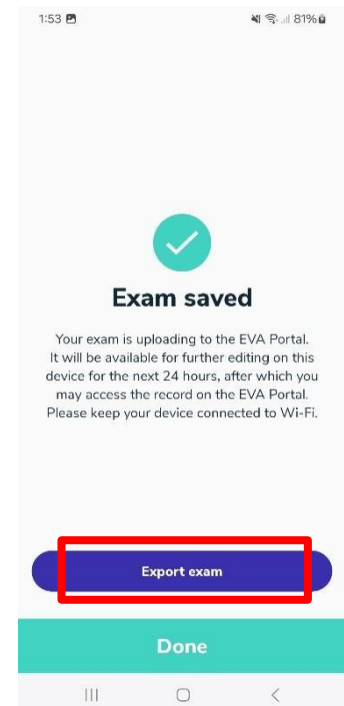 1:53 81%
Exam saved
Your exam is uploading to the EVA Portal.
It will be available for further editing on this
device for the next 24 hours, after which you
may access the record on the EVA Portal.
Please keep your device connected to Wi-Fi.
Export exam
Done